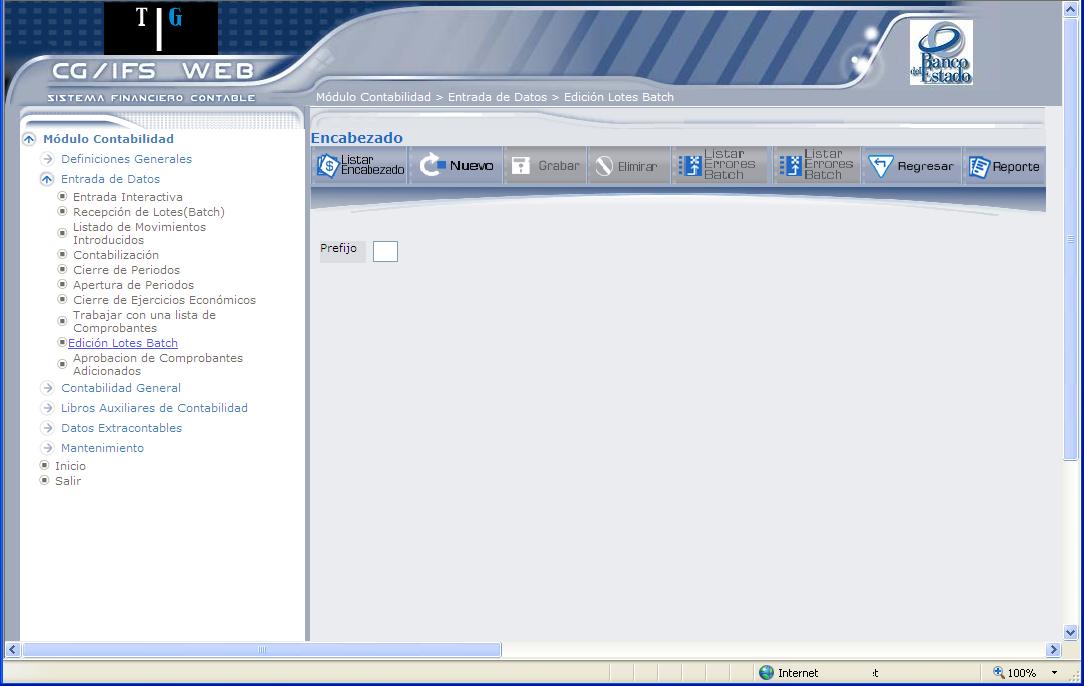 T G
CG/IFS WEB
SISTEMA FINANCIERO CONTABLE
Banco
del Estado
Módulo Contabilidad > Entrada de Datos > Edición Lotes Batch
Módulo Contabilidad
Definiciones Generales
Entrada de Datos
Entrada Interactiva
Recepción de Lotes(Batch)
Listado de Movimientos
Introducidos
Contabilización
Cierre de Periodos
Apertura de Periodos
Cierre de Ejercicios Económicos
Trabajar con una lista de
Comprobantes
Edición Lotes Batch
Aprobacion de Comprobantes
Adicionados
Contabilidad General
Libros Auxiliares de Contabilidad
Datos Extracontables
Mantenimiento
Inicio
Salir
Encabezado
Listar
Encabezado
Nuevo
Grabar
Elimirar
Listar
Errores
Batch
Listar
Errores
Batch
Regresar
Reporte
Prefijo
Internet
:t
100%